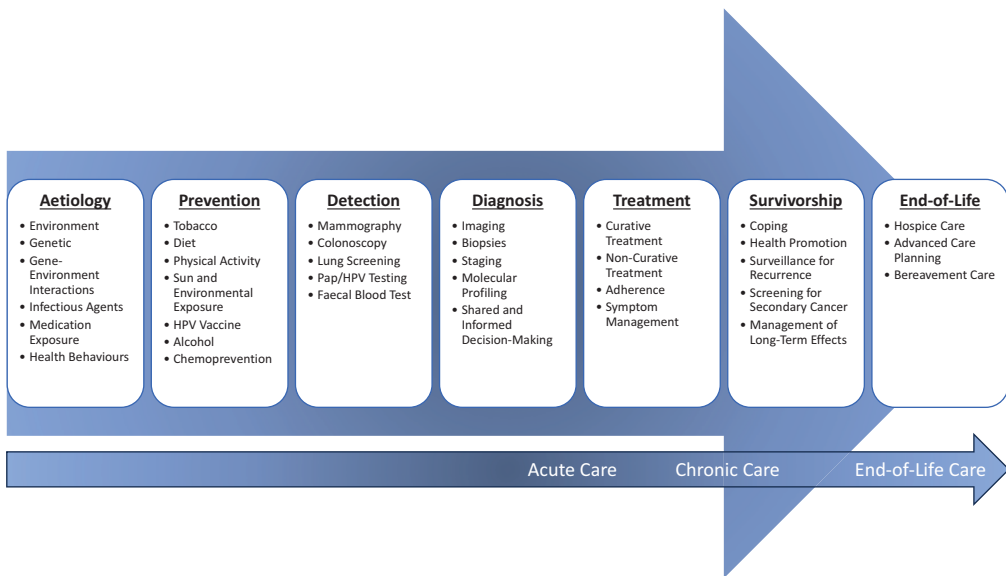 Aetiology
• Environment
• Genetic
• Gene-
Environment
Interactions
• Infectious Agents
• Medication
Exposure
• Health Behaviours
Prevention
• Tobacco
• Diet
• Physical Activity
• Sun and
Environmental
Exposure
• HPV Vaccine
• Alcohol
• Chemoprevention
Detection
• Mammography
• Colonoscopy
• Lung Screening
• Pap/HPV Testing
• Faecal Blood Test
Diagnosis
• Imaging
• Biopsies
• Staging
• Molecular
Profiling
• Shared and
Informed
Decision-Making
Treatment
• Curative
Treatment
• Non-Curative
Treatment
• Adherence
• Symptom
Management
Survivorship
• Coping
• Health Promotion
• Surveillance for
Recurrence
• Screening for
Secondary Cancer
• Management of
Long-Term Effects
End-of-Life
• Hospice Care
• Advanced Care
Planning
• Bereavement Care
Acute Care
Chronic Care
End-of-Life Care